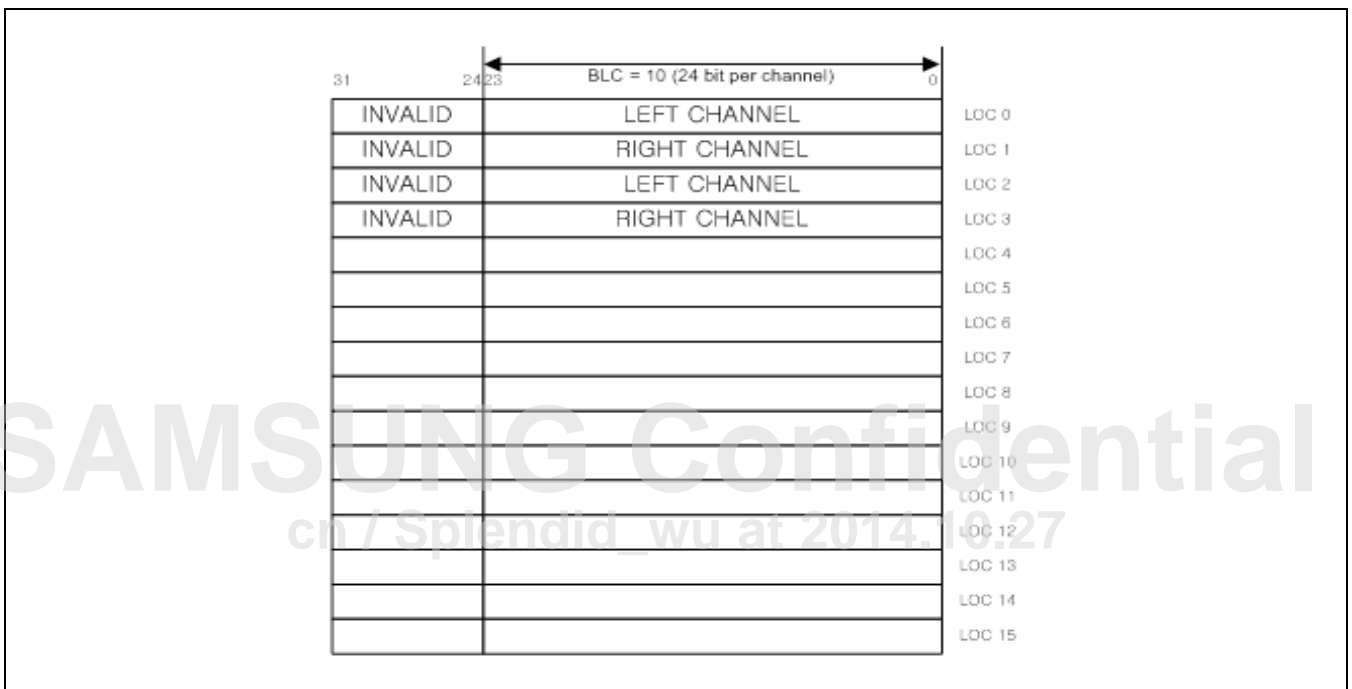 BLC = 10 (24 bit per channel)
31 24 23 0
INVALID LEFT CHANNEL LOC 0
INVALID RIGHT CHANNEL LOC 1
INVALID LEFT CHANNEL LOC 2
INVALID RIGHT CHANNEL LOC 3
LOC 4
LOC 5
LOC 6
LOC 7
LOC 8
LOC 9
SAMSUNG Confidential
LOC 10
LOC 11
cn / Splendid_wu at 2014.10.27
LOC 12
LOC 13
LOC 14
LOC 15